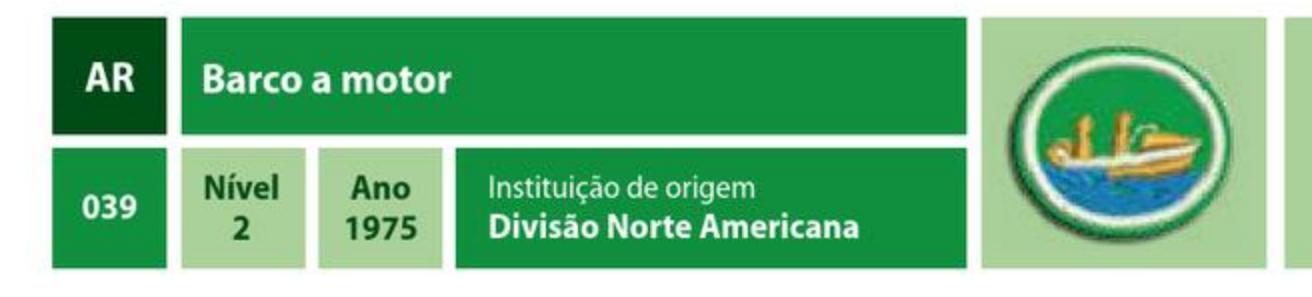 AR
Barco a motor
039
Nível
2
Ano
1975
Instituição de origem
Divisão Norte Americana